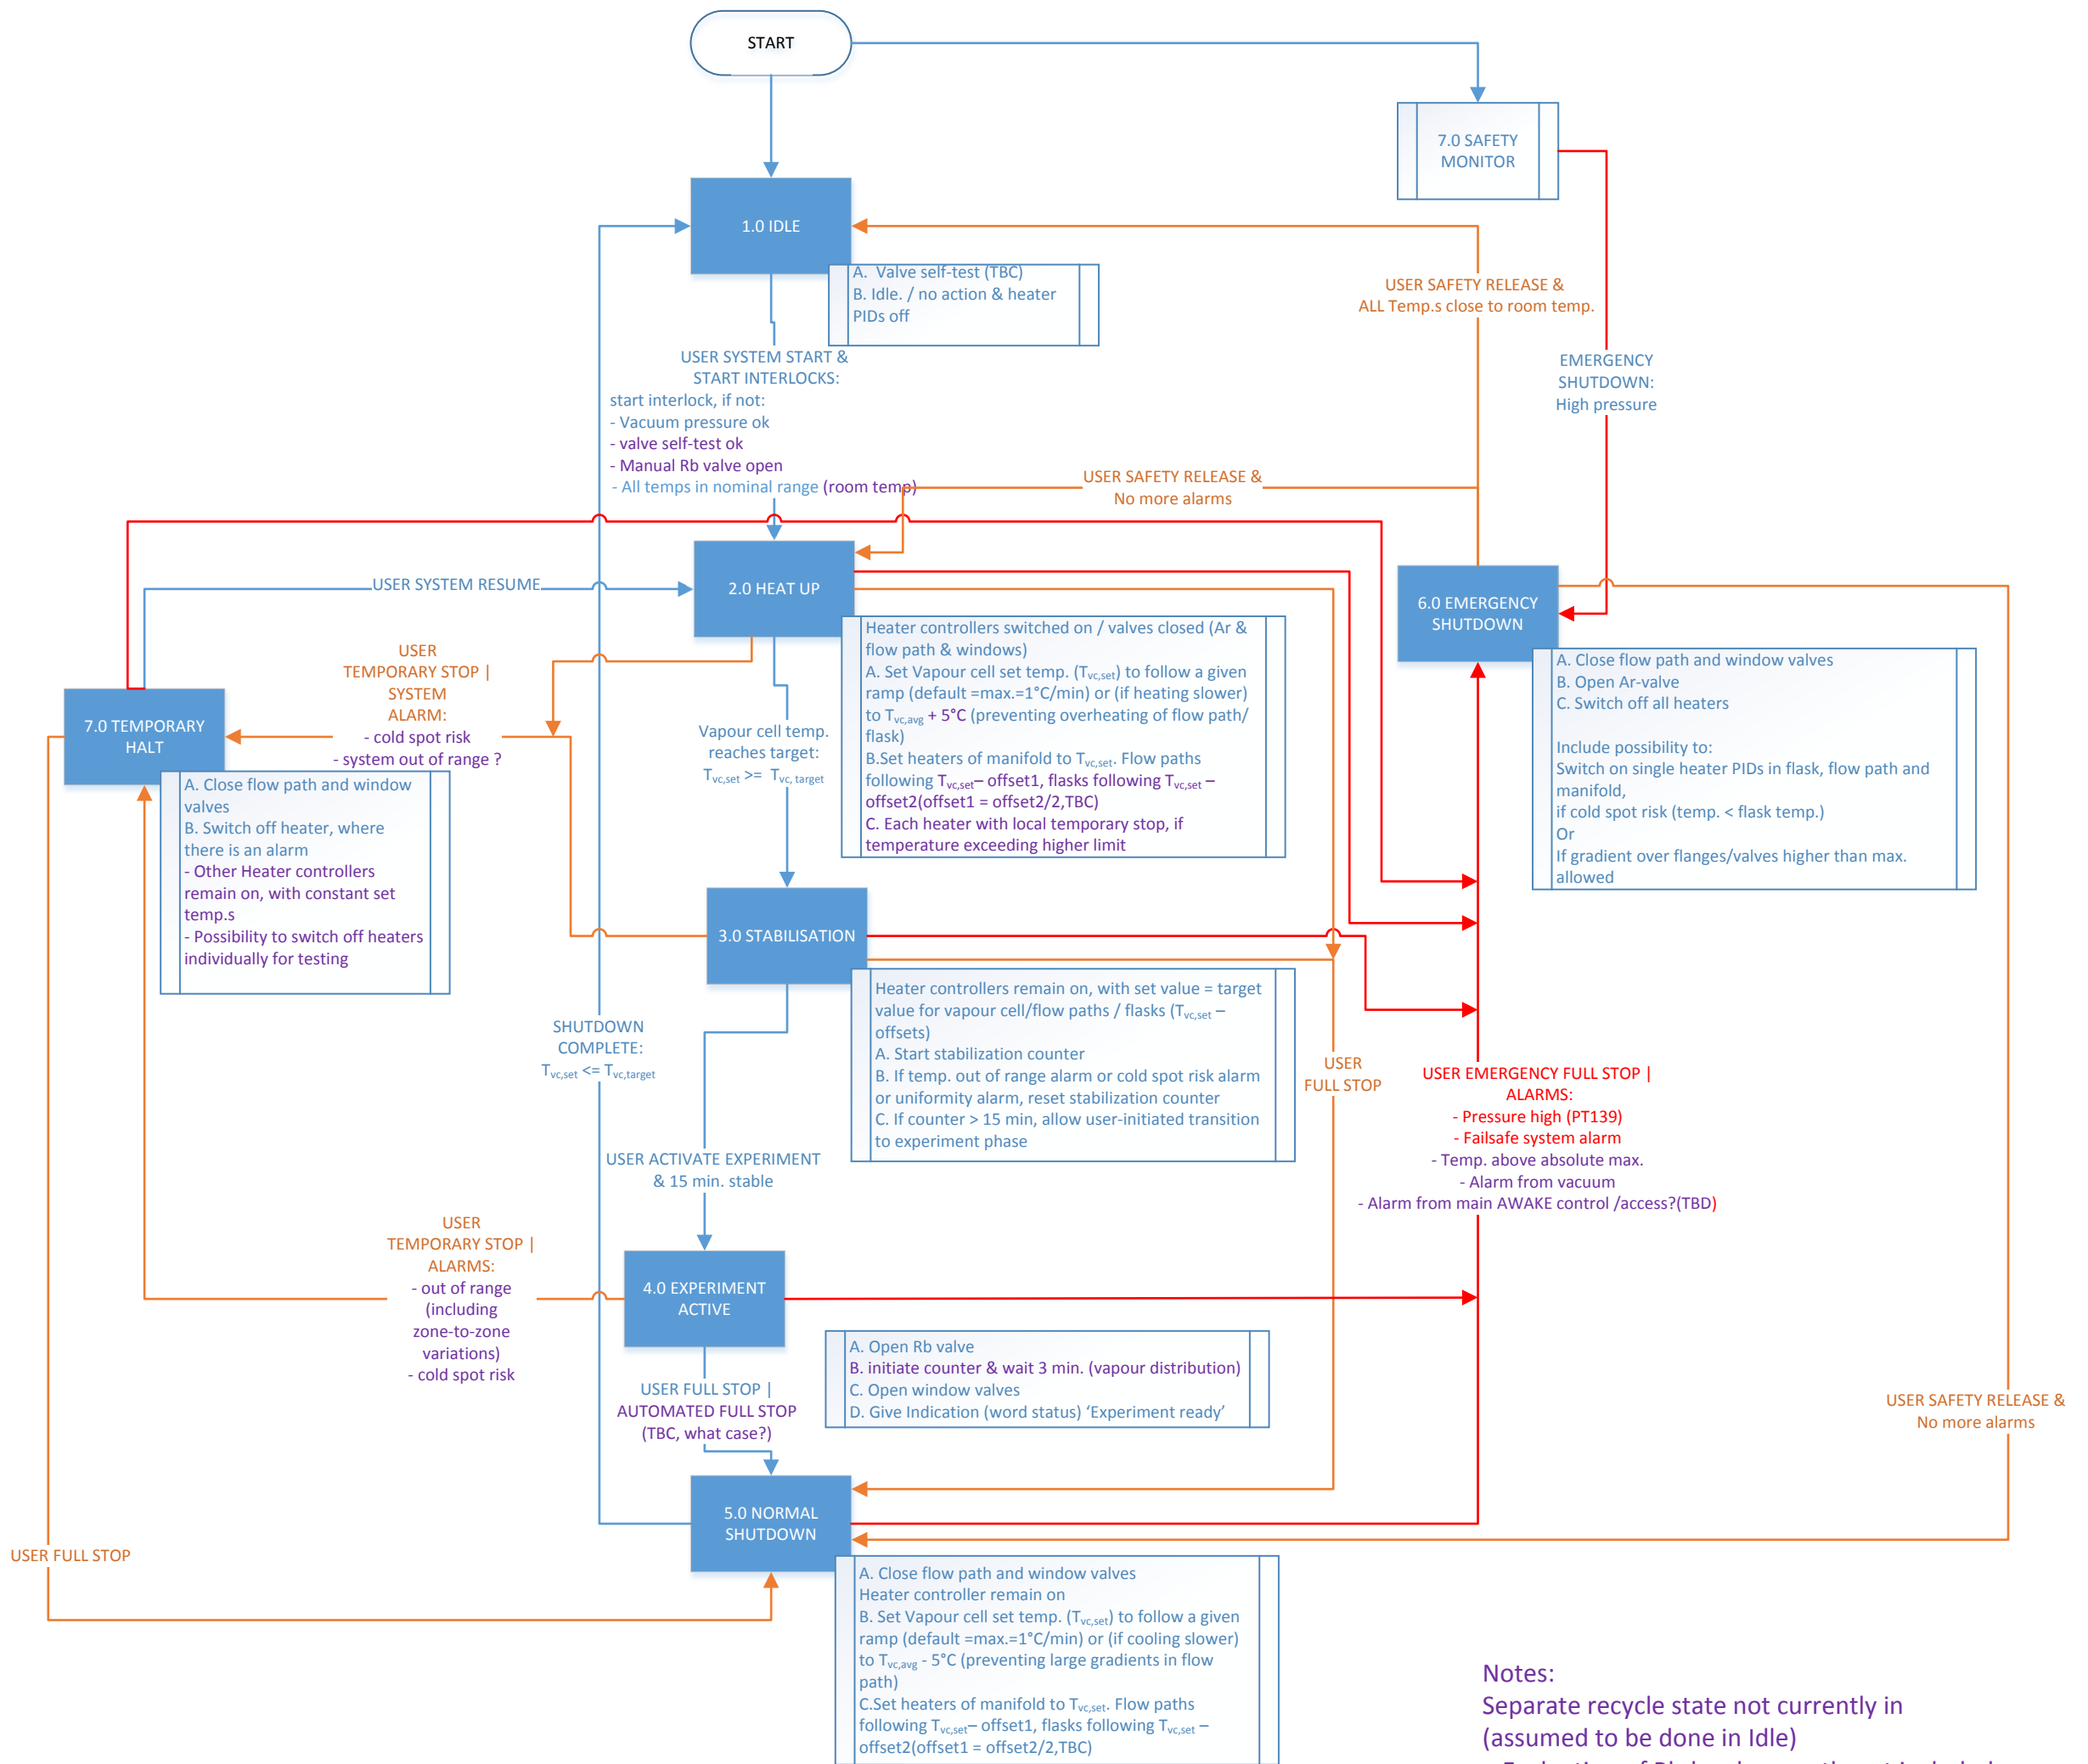 START
7.0 SAFETY
MONITOR
1.0 IDLE
A. Valve self-test (TBC)
B. Idle. / no action & heater
PIDs off
USER SAFETY RELEASE &
ALL Temp.s close to room temp.
EMERGENCY
SHUTDOWN:
High pressure
USER SYSTEM START &
START INTERLOCKS:
start interlock, if not:
- Vacuum pressure ok
- valve self-test ok
- Manual Rb valve open
- All temps in nominal range (room temp)
USER SAFETY RELEASE &
No more alarms
USER SYSTEM RESUME
2.0 HEAT UP
6.0 EMERGENCY
SHUTDOWN
Heater controllers switched on / valves closed (Ar &
flow path & windows)
A. Set Vapour cell set temp. (Tvc,set) to follow a given
ramp (default =max.=1°C/min) or (if heating slower)
to Tvc,avg + 5°C (preventing overheating of flow path/
flask)
B.Set heaters of manifold to Tvc,set. Flow paths
following Tvc,set– offset1, flasks following Tvc,set –
offset2(offset1 = offset2/2,TBC)
C. Each heater with local temporary stop, if
temperature exceeding higher limit
A. Close flow path and window valves
B. Open Ar-valve
C. Switch off all heaters
Include possibility to:
Switch on single heater PIDs in flask, flow path and
manifold,
if cold spot risk (temp. < flask temp.)
Or
If gradient over flanges/valves higher than max.
allowed
USER
TEMPORARY STOP |
SYSTEM
ALARM:
- cold spot risk
- system out of range ?
7.0 TEMPORARY
HALT
A. Close flow path and window
valves
B. Switch off heater, where
there is an alarm
- Other Heater controllers
remain on, with constant set
temp.s
- Possibility to switch off heaters
individually for testing
Vapour cell temp.
reaches target:
Tvc,set >= Tvc, target
3.0 STABILISATION
Heater controllers remain on, with set value = target
value for vapour cell/flow paths / flasks (Tvc,set –
offsets)
A. Start stabilization counter
B. If temp. out of range alarm or cold spot risk alarm
or uniformity alarm, reset stabilization counter
C. If counter > 15 min, allow user-initiated transition
to experiment phase
SHUTDOWN
COMPLETE:
Tvc,set <= Tvc,target
USER
FULL STOP
USER EMERGENCY FULL STOP |
ALARMS:
- Pressure high (PT139)
- Failsafe system alarm
- Temp. above absolute max.
- Alarm from vacuum
- Alarm from main AWAKE control /access?(TBD)
USER ACTIVATE EXPERIMENT
& 15 min. stable
USER
TEMPORARY STOP |
ALARMS:
- out of range
(including
zone-to-zone
variations)
- cold spot risk
4.0 EXPERIMENT
ACTIVE
A. Open Rb valve
B. initiate counter & wait 3 min. (vapour distribution)
C. Open window valves
D. Give Indication (word status) ‘Experiment ready’
USER FULL STOP |
AUTOMATED FULL STOP
(TBC, what case?)
USER SAFETY RELEASE &
No more alarms
5.0 NORMAL
SHUTDOWN
USER FULL STOP
A. Close flow path and window valves
Heater controller remain on
B. Set Vapour cell set temp. (Tvc,set) to follow a given
ramp (default =max.=1°C/min) or (if cooling slower)
to Tvc,avg - 5°C (preventing large gradients in flow
path)
C.Set heaters of manifold to Tvc,set. Flow paths
following Tvc,set– offset1, flasks following Tvc,set –
offset2(offset1 = offset2/2,TBC)
Notes:
Separate recycle state not currently in
(assumed to be done in Idle)